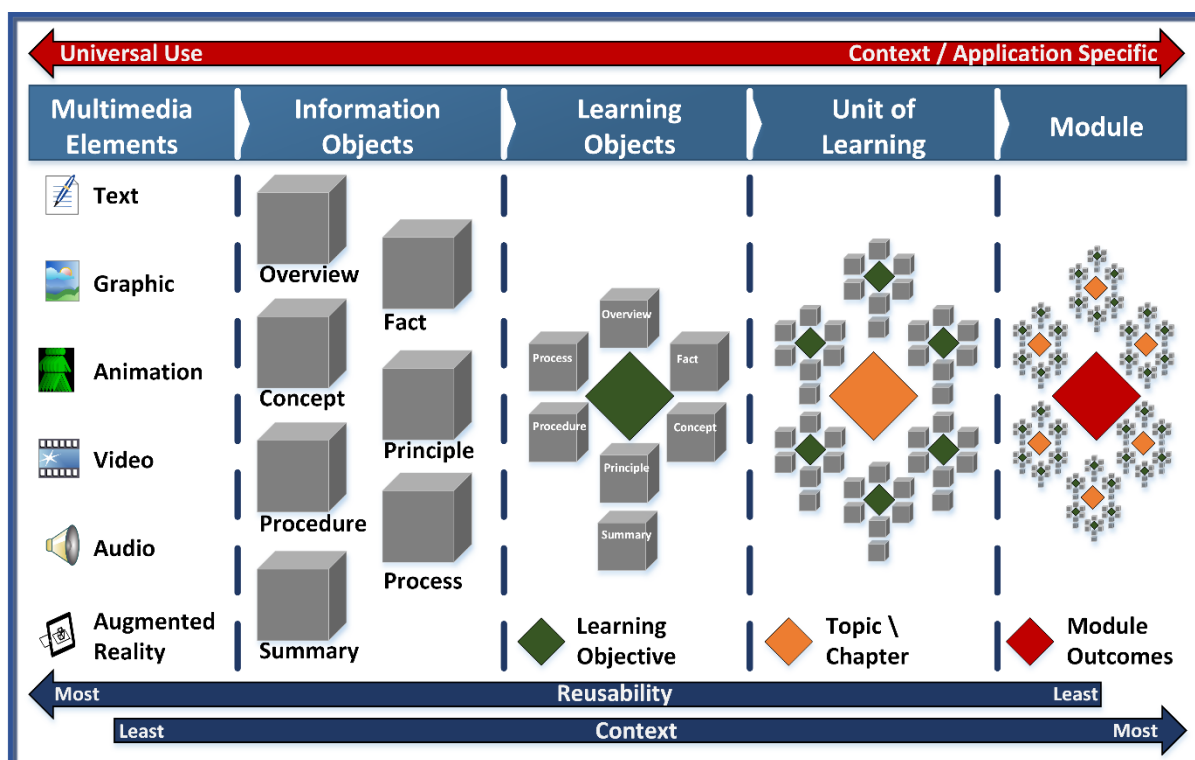 Universal Use
Context / Application Specific
Multimedia
Elements
Information
Objects
Learning
Objects
Unit of
Learning
Module
Text
Graphic
Animation
Video
Audio
Augmented
Reality
Overview
Fact
Concept
Principle
Procedure
Process
Summary
Overview
Process
Fact
Procedure
Concept
Principle
Summary
Learning
Objective
Topic \
Chapter
Module
Outcomes
Most
Reusability
Least
Least
Context
Most